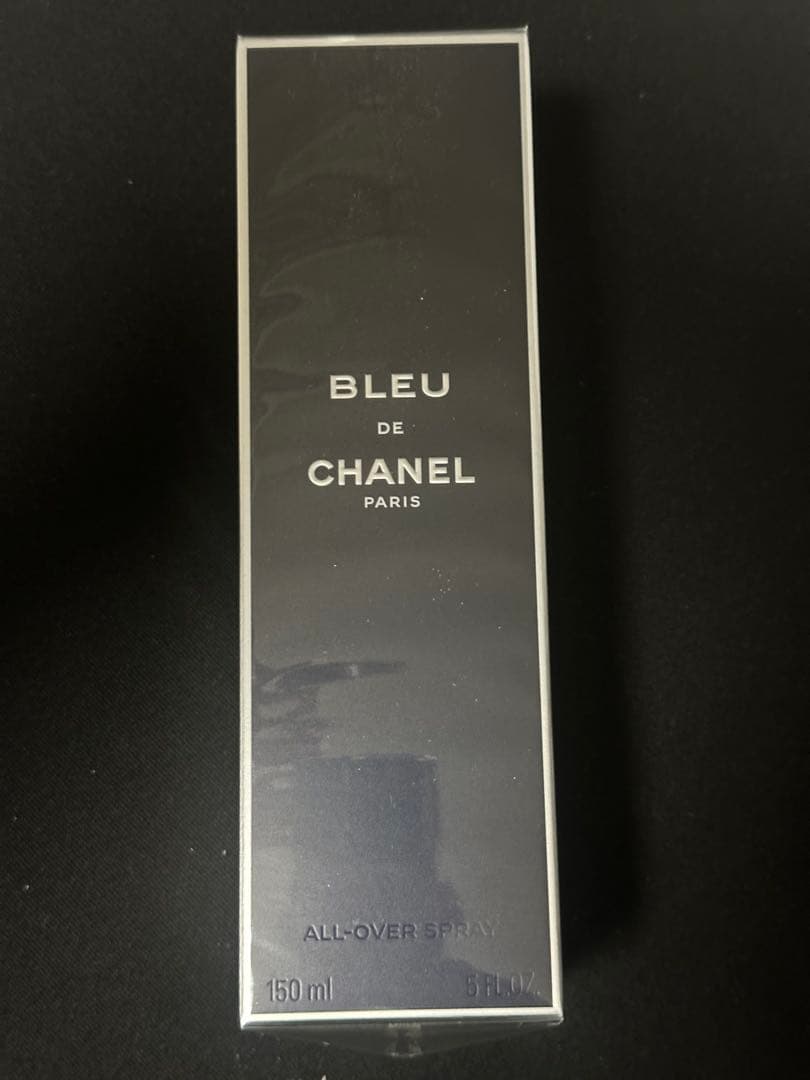 BLEU
DE
CHANEL
PARIS
ALL-OVER SPRAY
150 ml 5 FL.OZ.